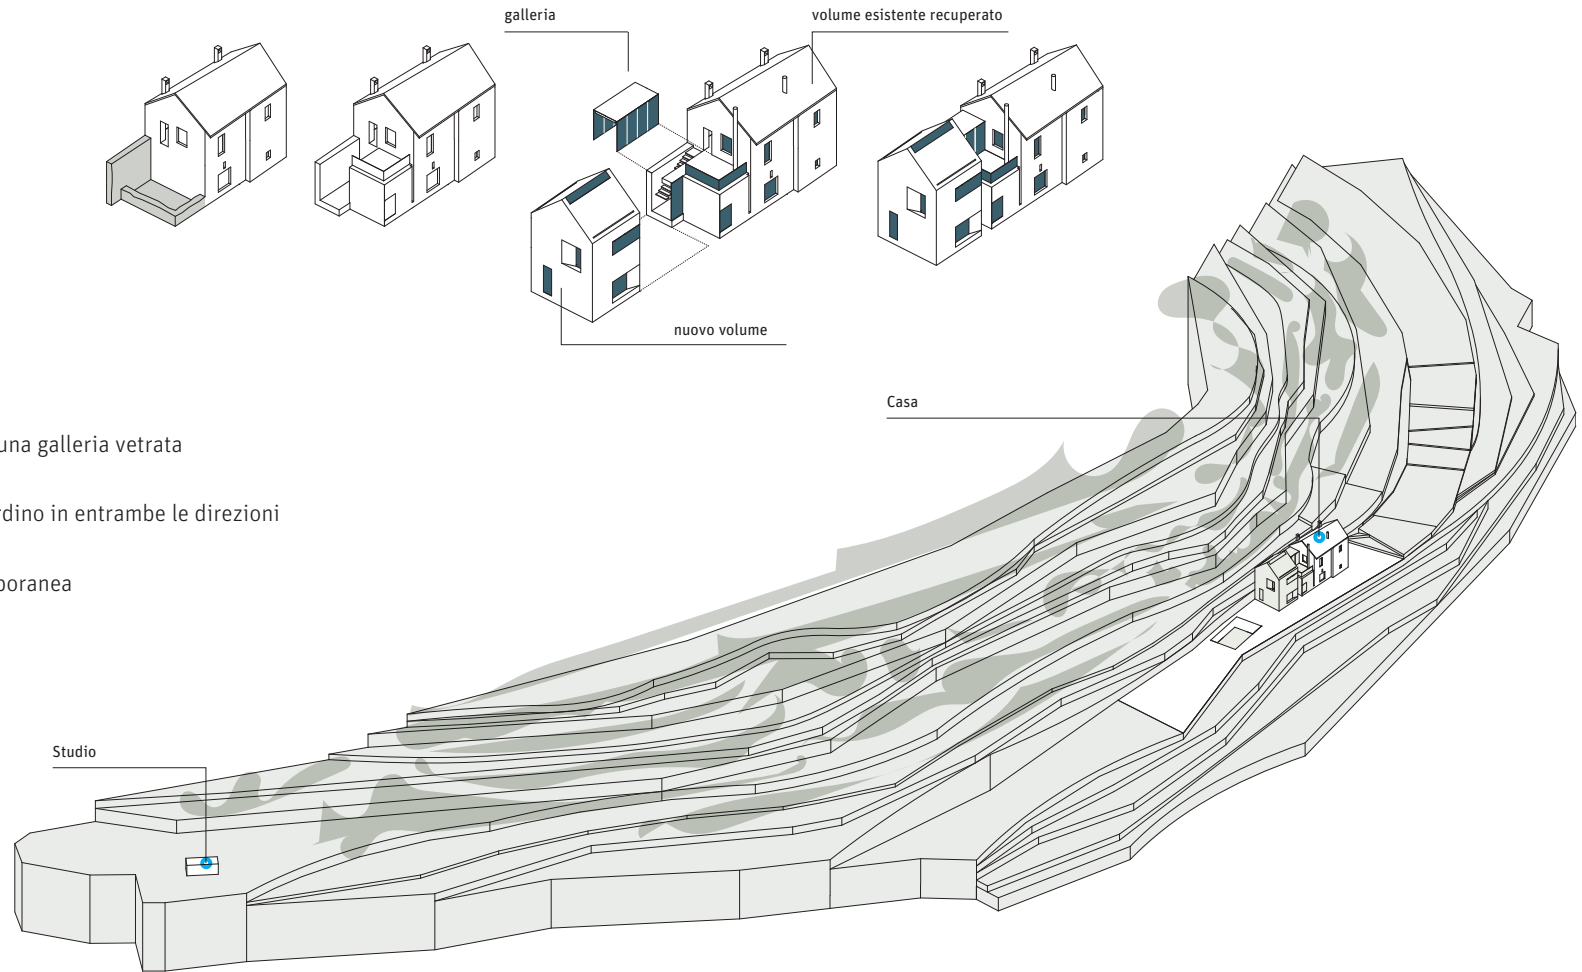 galleria
volume esistente recuperato
nuovo volume
Casa
una galleria vetrata
rdino in entrambe le direzioni
poranea
Studio